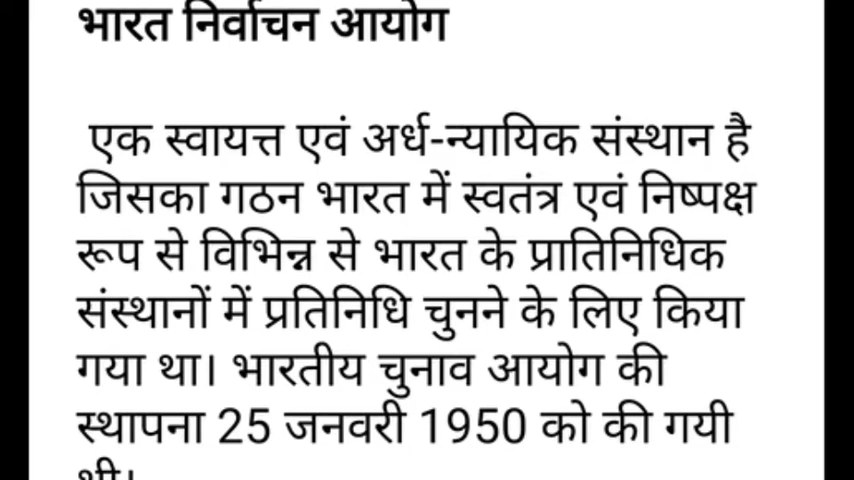 भारत निर्वाचन आयोग
एक स्वायत्त एवं अर्ध-न्यायिक संस्थान है
जिसका गठन भारत में स्वतंत्र एवं निष्पक्ष
रूप से विभिन्न से भारत के प्रातिनिधिक
संस्थानों में प्रतिनिधि चुनने के लिए किया
गया था। भारतीय चुनाव आयोग की
स्थापना 25 जनवरी 1950 को की गयी
थी।